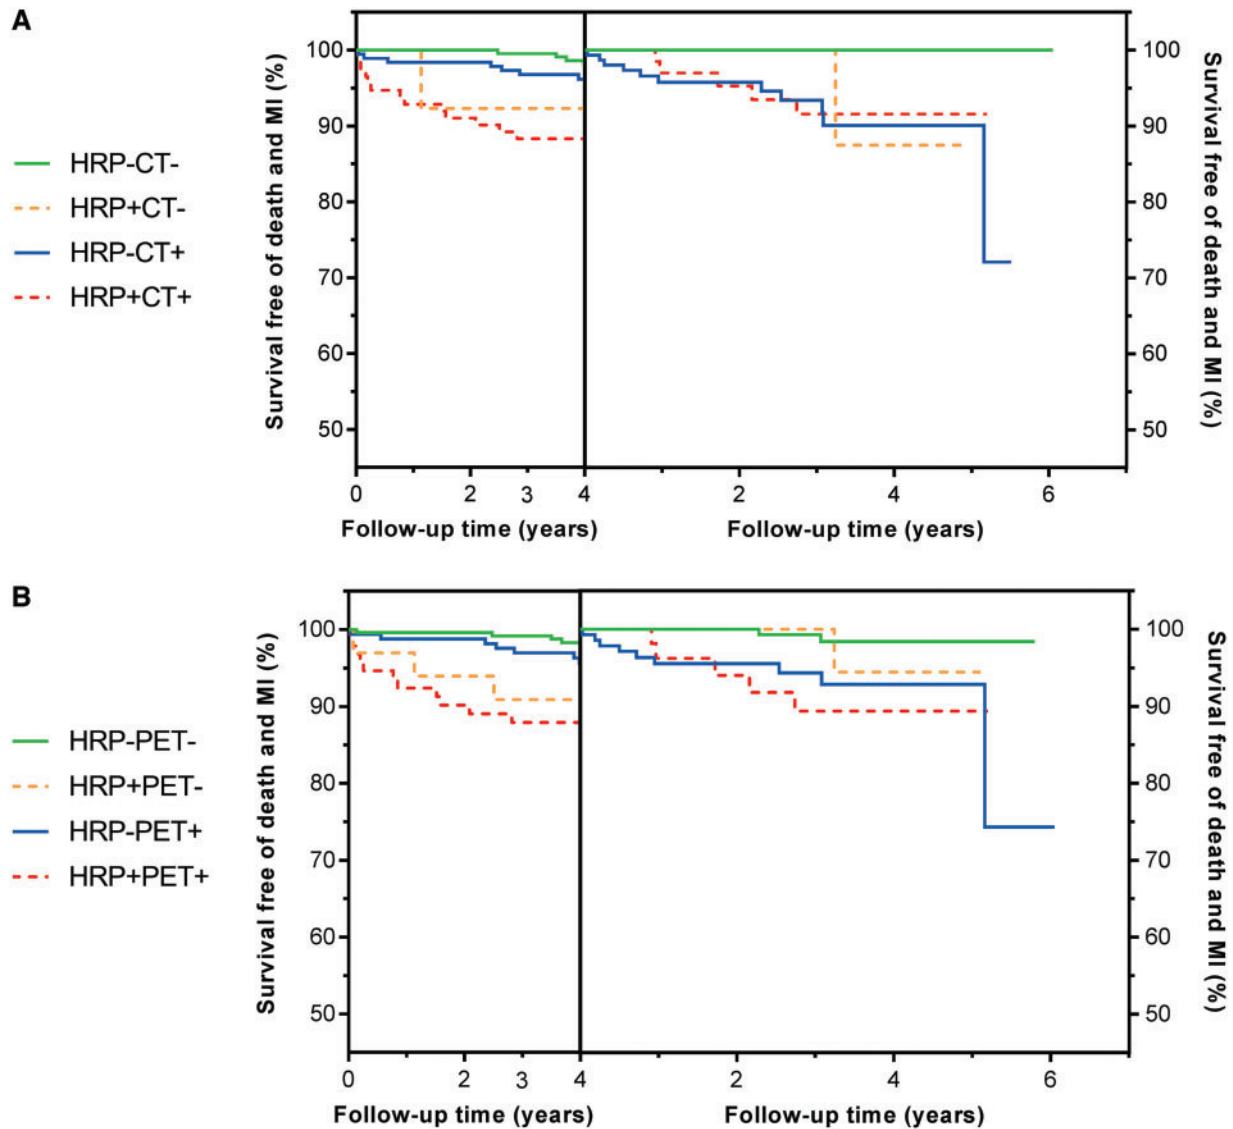 A
HRP-CT-
HRP+CT-
HRP-CT+
HRP+CT+
Survival free of death and MI (%)
100
90
80
70
60
50
0 2 3 4 2 4 6
Follow-up time (years) Follow-up time (years)
100
90
80
70
60
50
Survival free of death and MI (%)
B
HRP-PET-
HRP+PET-
HRP-PET+
HRP+PET+
Survival free of death and MI (%)
100
90
80
70
60
50
0 2 3 4 2 4 6
Follow-up time (years) Follow-up time (years)
100
90
80
70
60
50
Survival free of death and MI (%)